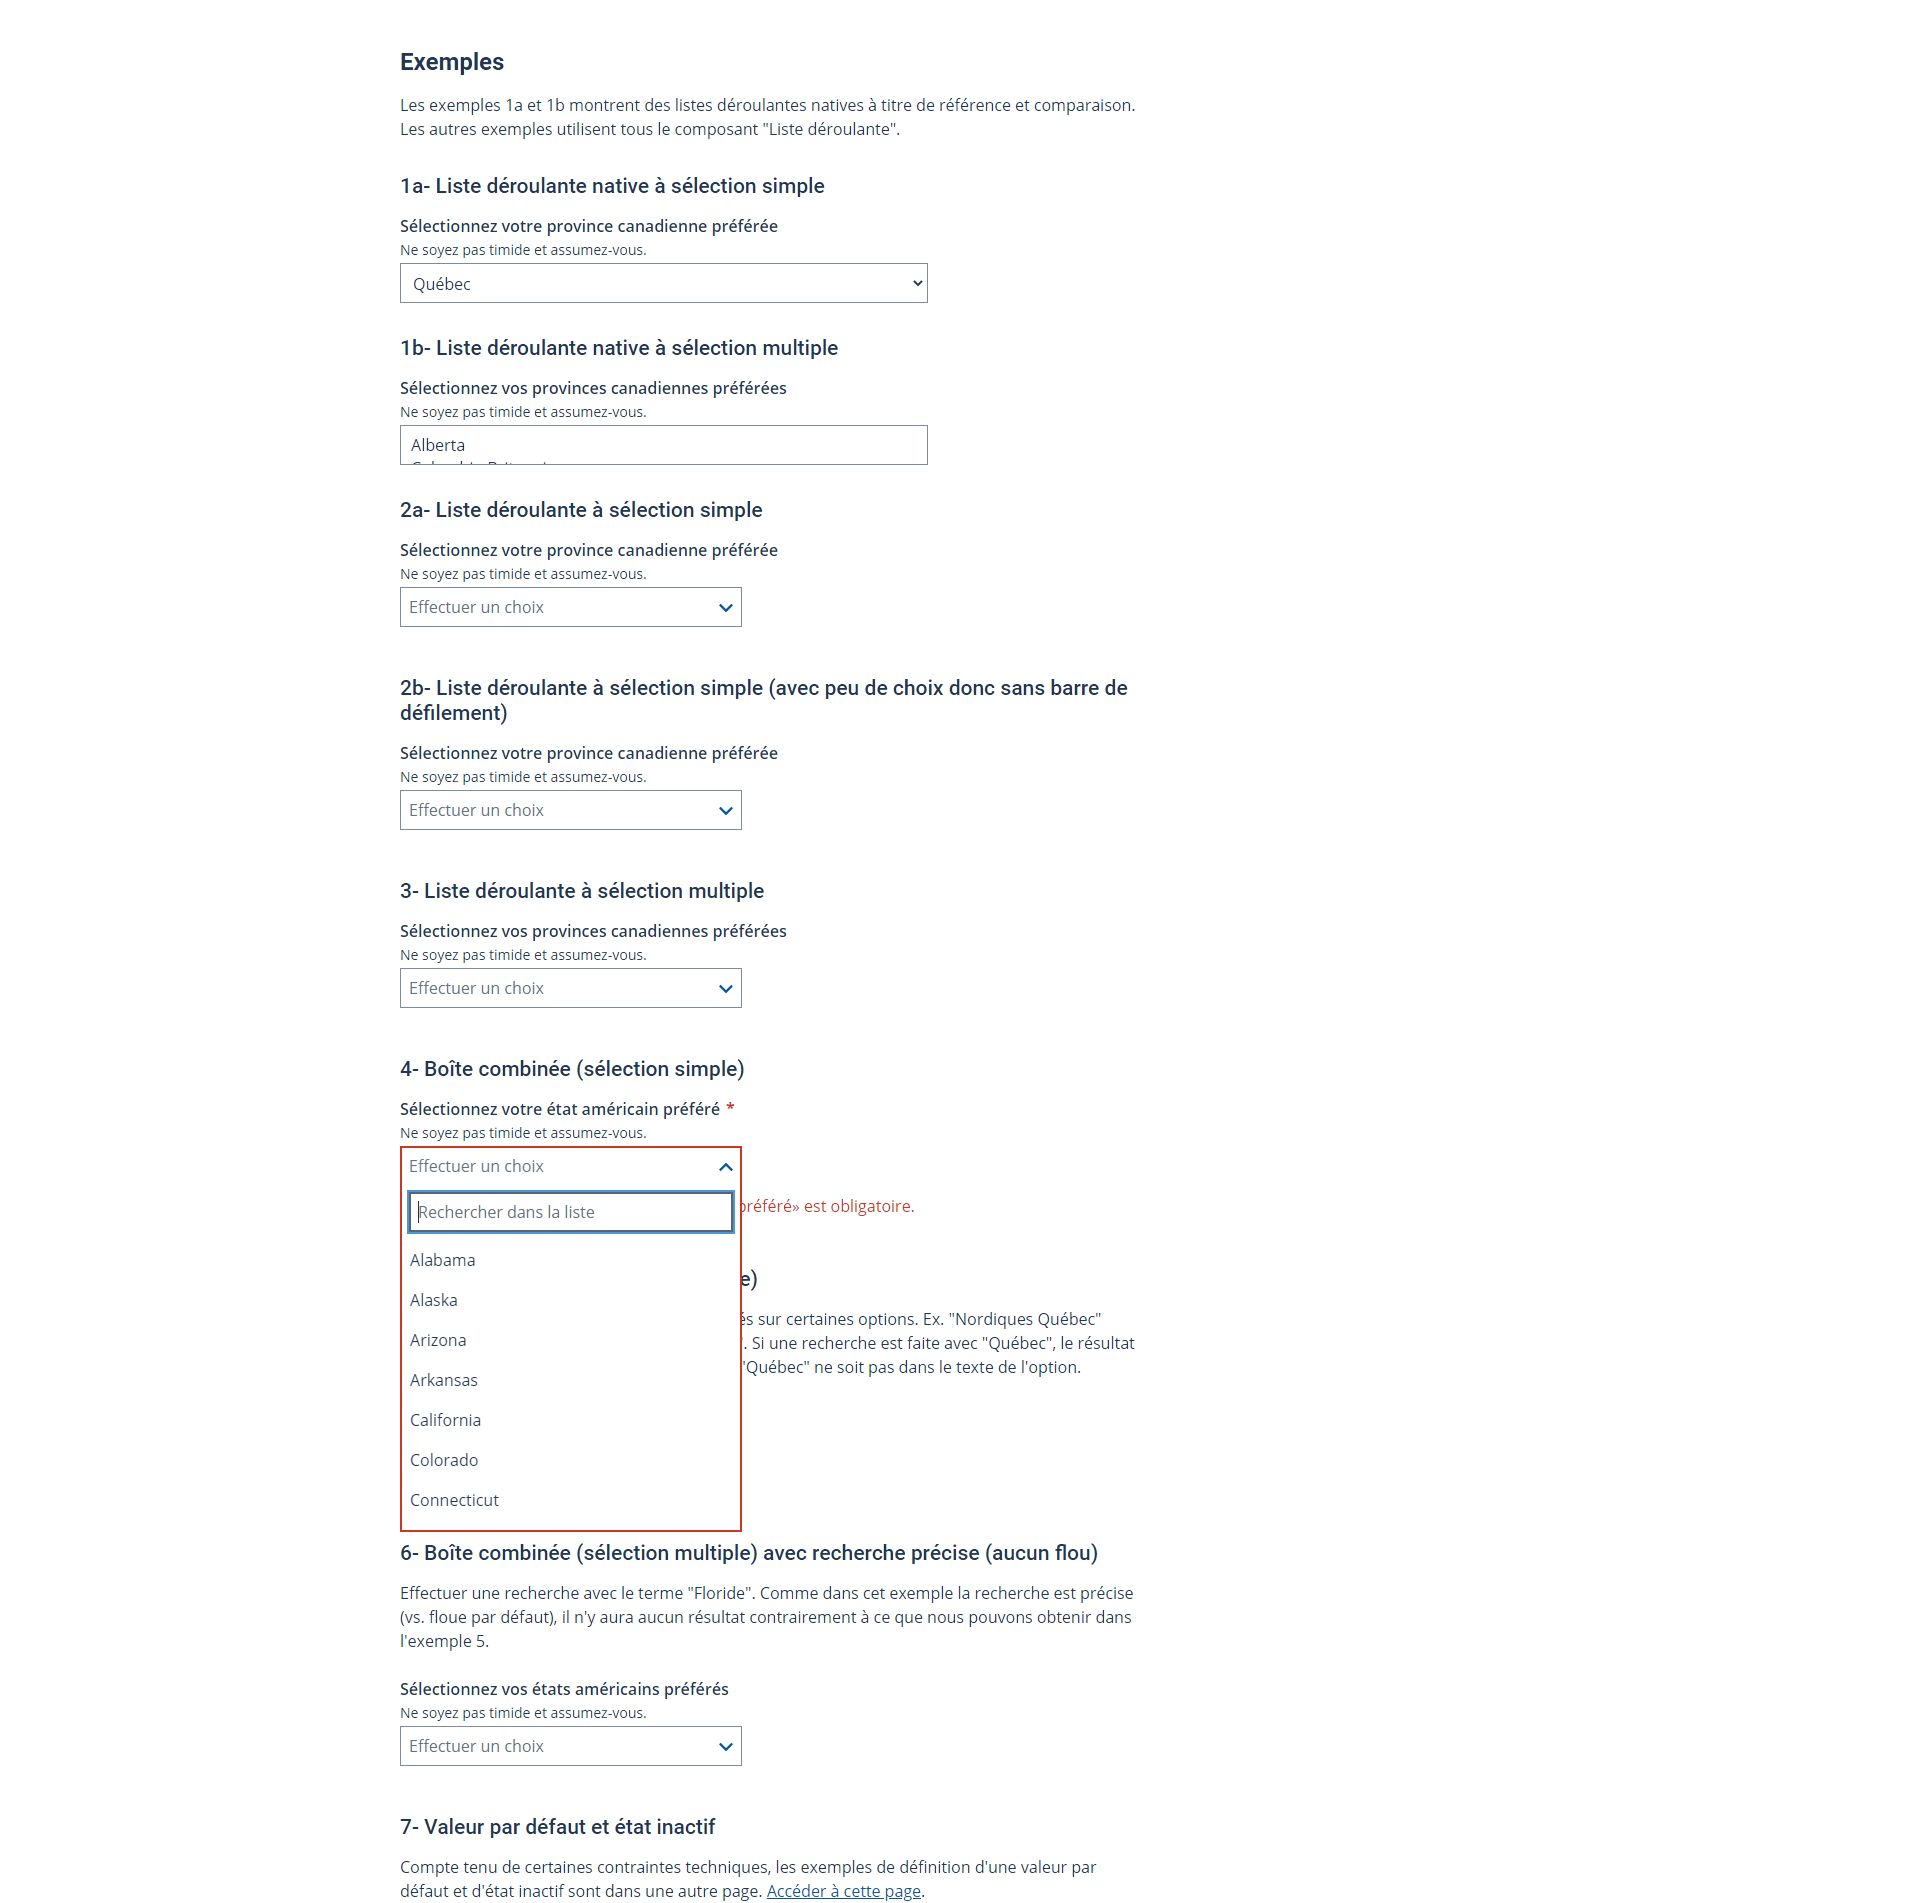 Exemples
Les exemples 1a et 1b montrent des listes déroulantes natives à titre de référence et comparaison.
Les autres exemples utilisent tous le composant "Liste déroulante".
1a- Liste déroulante native à sélection simple
Sélectionnez votre province canadienne préférée
Ne soyez pas timide et assumez-vous.
Québec
1b- Liste déroulante native à sélection multiple
Sélectionnez vos provinces canadiennes préférées
Ne soyez pas timide et assumez-vous.
Alberta
2a- Liste déroulante à sélection simple
Sélectionnez votre province canadienne préférée
Ne soyez pas timide et assumez-vous.
Effectuer un choix
2b- Liste déroulante à sélection simple (avec peu de choix donc sans barre de
défilement)
Sélectionnez votre province canadienne préférée
Ne soyez pas timide et assumez-vous.
Effectuer un choix
3- Liste déroulante à sélection multiple
Sélectionnez vos provinces canadiennes préférées
Ne soyez pas timide et assumez-vous.
Effectuer un choix
4- Boîte combinée (sélection simple)
Sélectionnez votre état américain préféré *
Ne soyez pas timide et assumez-vous.
Effectuer un choix
préféré» est obligatoire.
Rechercher dans la liste
Alabama
e)
Alaska
és sur certaines options. Ex. "Nordiques Québec"
Arizona
". Si une recherche est faite avec "Québec", le résultat
"Québec" ne soit pas dans le texte de l'option.
Arkansas
California
Colorado
Connecticut
6- Boîte combinée (sélection multiple) avec recherche précise (aucun flou)
Effectuer une recherche avec le terme "Floride". Comme dans cet exemple la recherche est précise
(vs. floue par défaut), il n'y aura aucun résultat contrairement à ce que nous pouvons obtenir dans
l'exemple 5.
Sélectionnez vos états américains préférés
Ne soyez pas timide et assumez-vous.
Effectuer un choix
7- Valeur par défaut et état inactif
Compte tenu de certaines contraintes techniques, les exemples de définition d'une valeur par
défaut et d'état inactif sont dans une autre page. Accéder à cette page.